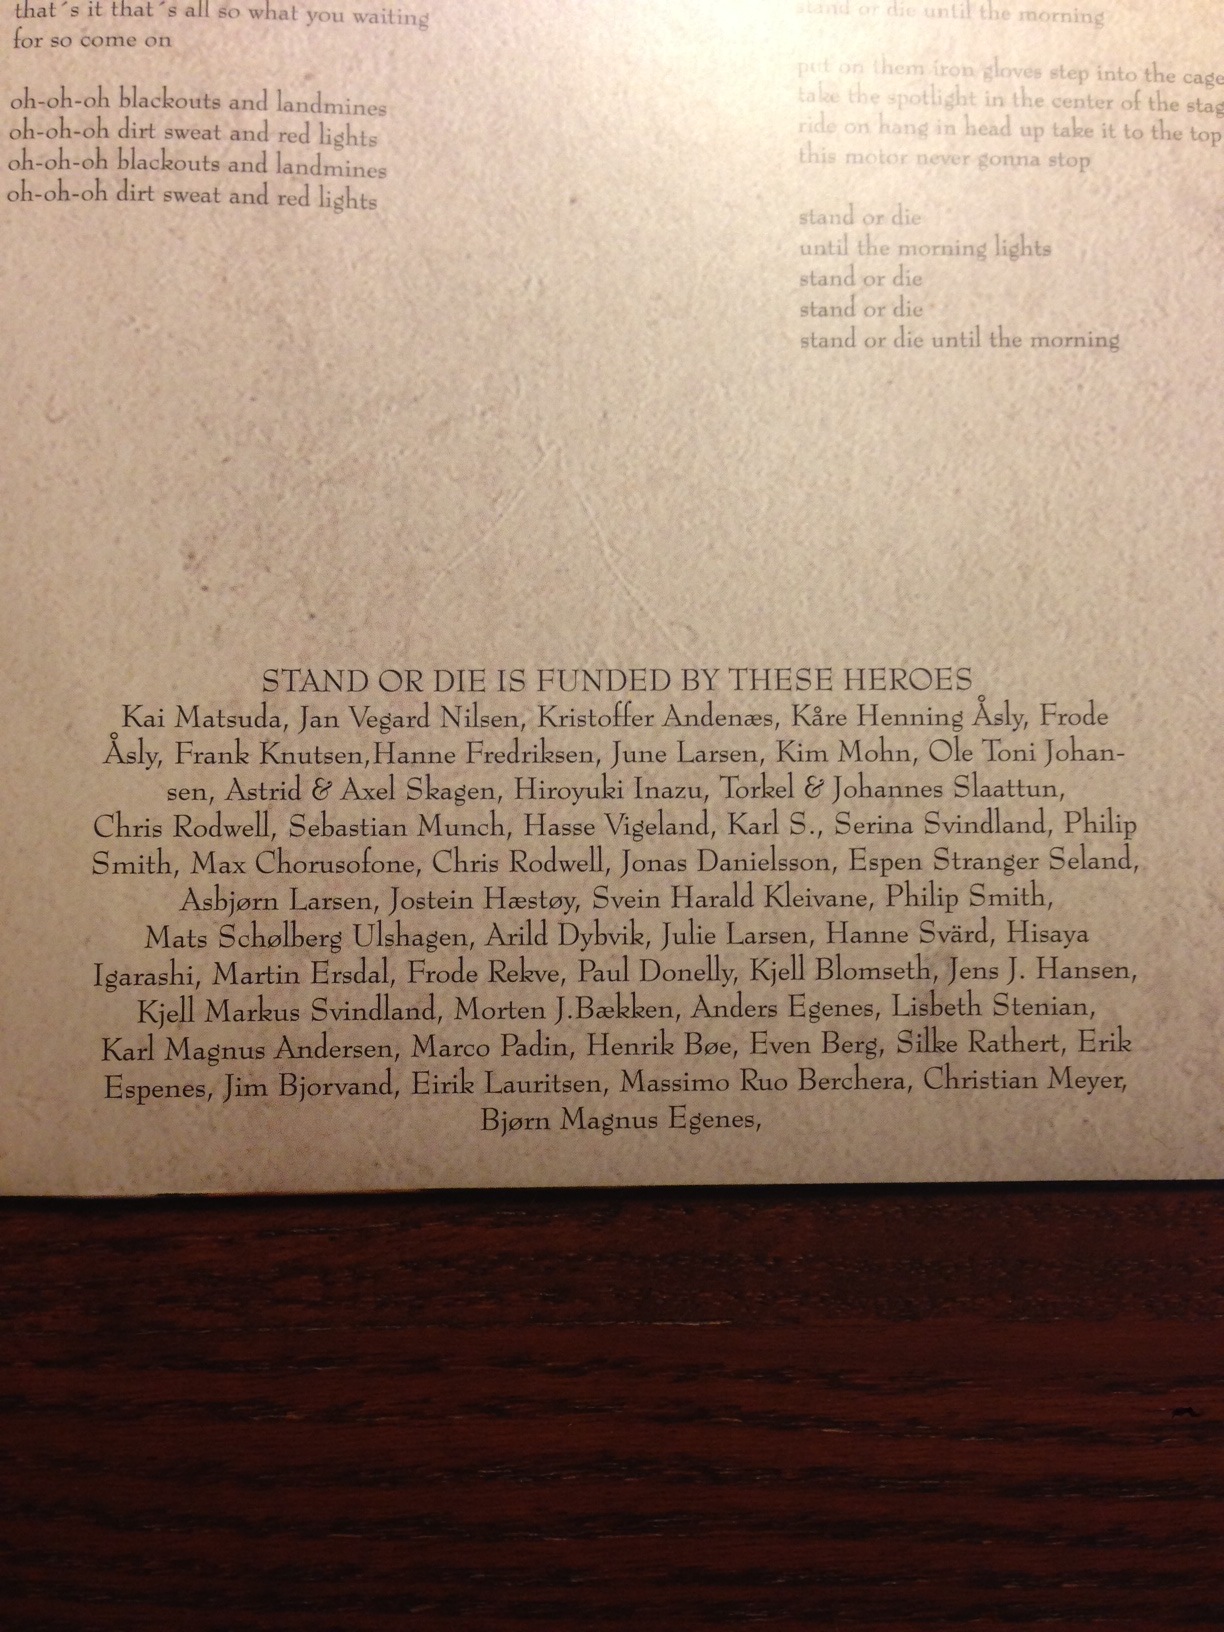 that´s it that´s all so what you waiting
for so come on
oh-oh-oh blackouts and landmines
oh-oh-oh dirt sweat and red lights
oh-oh-oh blackouts and landmines
oh-oh-oh dirt sweat and red lights
stand or die until the morning
put on them iron gloves step into the cage
take the spotlight in the center of the stag
ride on hang in head up take it to the top
this motor never gonna stop
stand or die
until the morning lights
stand or die
stand or die
stand or die until the morning
STAND OR DIE IS FUNDED BY THESE HEROES
Kai Matsuda, Jan Vegard Nilsen, Kristoffer Andenæs, Kåre Henning Åsly, Frode
Åsly, Frank Knutsen,Hanne Fredriksen, June Larsen, Kim Mohn, Ole Toni Johan-
sen, Astrid & Axel Skagen, Hiroyuki Inazu, Torkel & Johannes Slaattun,
Chris Rodwell, Sebastian Munch, Hasse Vigeland, Karl S., Serina Svindland, Philip
Smith, Max Chorusofone, Chris Rodwell, Jonas Danielsson, Espen Stranger Seland,
Asbjørn Larsen, Jostein Hæstøy, Svein Harald Kleivane, Philip Smith,
Mats Schølberg Ulshagen, Arild Dybvik, Julie Larsen, Hanne Svärd, Hisaya
Igarashi, Martin Ersdal, Frode Rekve, Paul Donelly, Kjell Blomseth, Jens J. Hansen,
Kjell Markus Svindland, Morten J.Bækken, Anders Egenes, Lisbeth Stenian,
Karl Magnus Andersen, Marco Padin, Henrik Bøe, Even Berg, Silke Rathert, Erik
Espenes, Jim Bjorvand, Eirik Lauritsen, Massimo Ruo Berchera, Christian Meyer,
Bjørn Magnus Egenes,